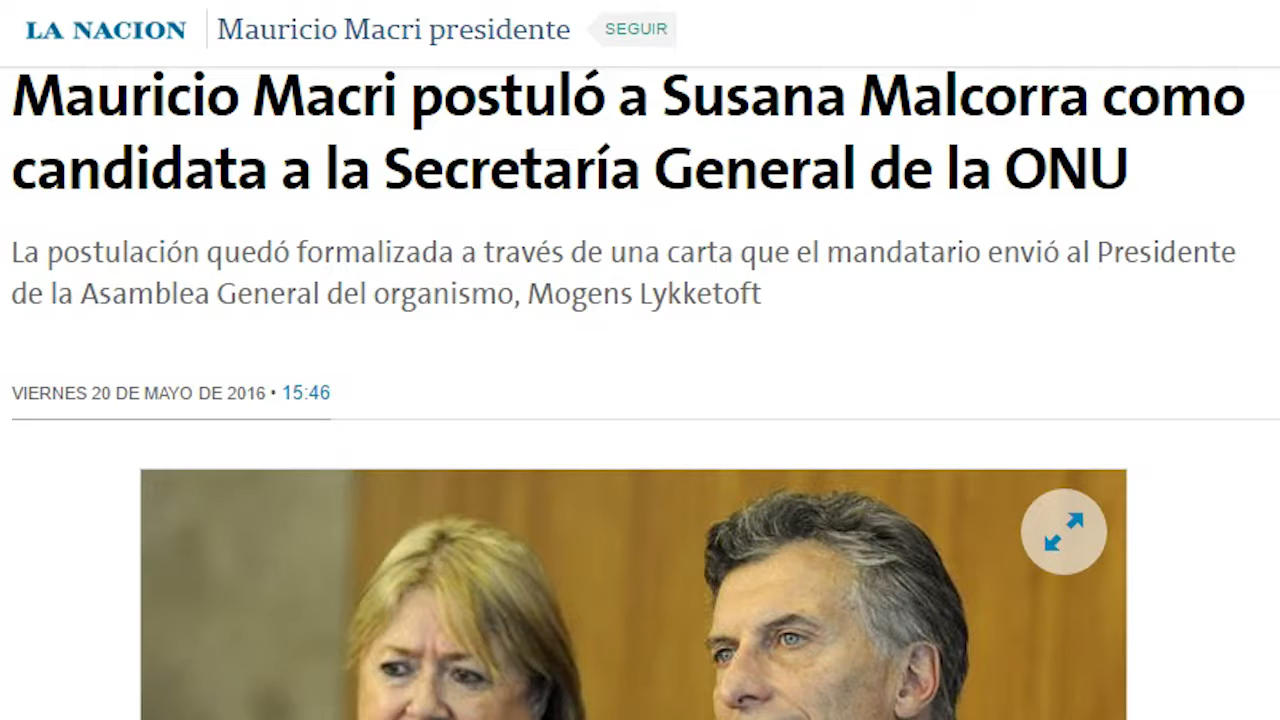 LA NACION Mauricio Macri presidente SEGUIR
Mauricio Macri postuló a Susana Malcorra como
candidata a la Secretaría General de la ONU
La postulación quedó formalizada a través de una carta que el mandatario envió al Presidente
de la Asamblea General del organismo, Mogens Lykketoft
VIERNES 20 DE MAYO DE 2016 • 15:46